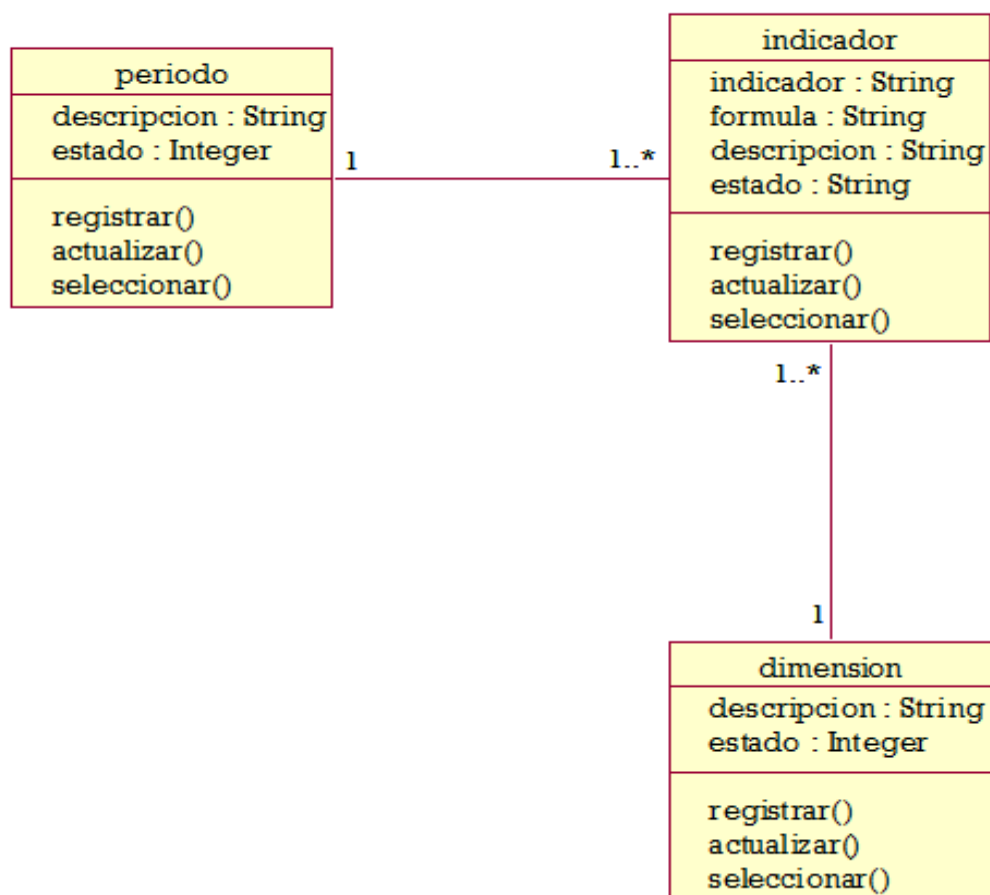 periodo
descripcion : String
estado : Integer
registrar()
actualizar()
seleccionar()
1
1..*
indicador
indicador : String
formula : String
descripcion : String
estado : String
registrar()
actualizar()
seleccionar()
1..*
1
dimension
descripcion : String
estado : Integer
registrar()
actualizar()
seleccionar()